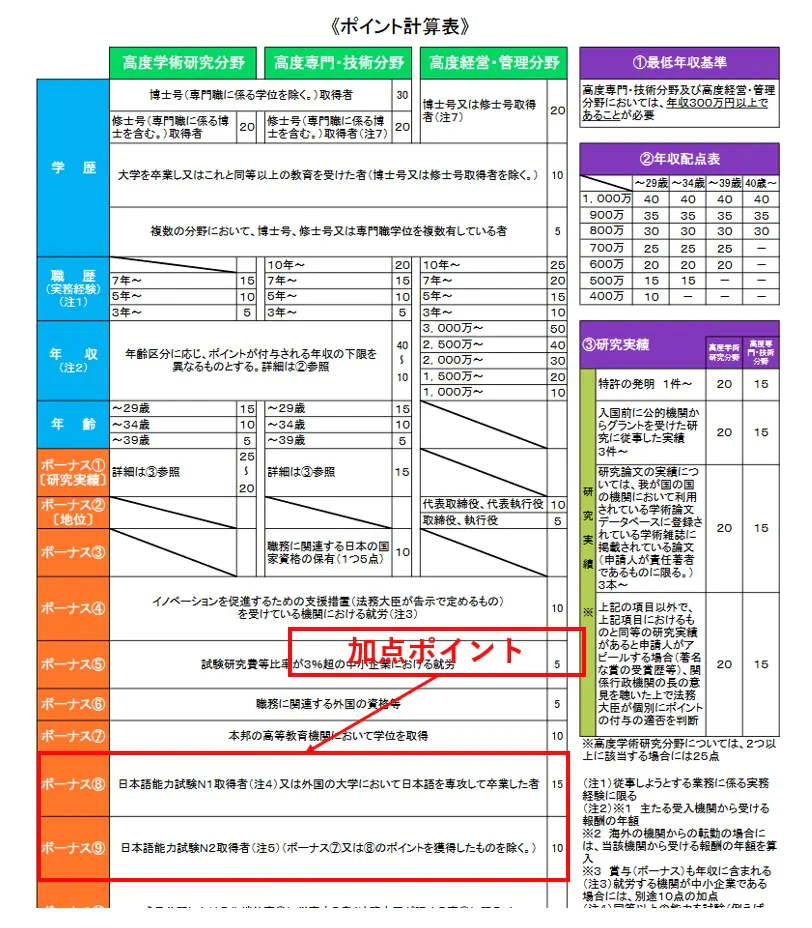 《ポイント計算表》
高度学術研究分野
高度専門・技術分野
高度経営・管理分野
学 歴
博士号(専門職に係る学位を除く。)取得者
30
修士号(専門職に係る博
士を含む。)取得者
20
修士号(専門職に係る博
士を含む。)取得者(注7)
20
博士号又は修士号取得
者(注7)
20
大学を卒業し又はこれと同等以上の教育を受けた者(博士号又は修士号取得者を除く。)
10
複数の分野において、博士号、修士号又は専門職学位を複数有している者
5
職 歴
(実務経験)
(注1)
7年~ 15
5年~ 10
3年~ 5
10年~ 20
7年~ 15
5年~ 10
3年~ 5
10年~ 25
7年~ 20
5年~ 15
3年~ 10
年 収
(注2)
年齢区分に応じ、ポイントが付与される年収の下限を
異なるものとする。詳細は②参照
40
~
10
3,000万~ 50
2,500万~ 40
2,000万~ 30
1,500万~ 20
1,000万~ 10
年 齢
~29歳 15
~34歳 10
~39歳 5
~29歳 15
~34歳 10
~39歳 5
ボーナス①
〔研究実績〕
詳細は③参照
25
~
20
詳細は③参照
15
ボーナス②
〔地位〕
代表取締役、代表執行役 10
取締役、執行役 5
ボーナス③
職務に関連する日本の国
家資格の保有(1つ5点)
10
ボーナス④
イノベーションを促進するための支援措置(法務大臣が告示で定めるもの)
を受けている機関における就労(注3)
10
加点ポイント
ボーナス⑤
試験研究費等比率が3%超の中小企業における就労
5
ボーナス⑥
職務に関連する外国の資格等
5
ボーナス⑦
本邦の高等教育機関において学位を取得
10
ボーナス⑧
日本語能力試験N1取得者(注4)又は外国の大学において日本語を専攻して卒業した者
15
ボーナス⑨
日本語能力試験N2取得者(注5)(ボーナス⑦又は⑧のポイントを獲得したものを除く。)
10
①最低年収基準
高度専門・技術分野及び高度経営・管理
分野においては、年収300万円以上で
あることが必要
②年収配点表
~29歳 ~34歳 ~39歳 40歳~
1,000万 40 40 40 40
900万 35 35 35 35
800万 30 30 30 30
700万 25 25 25 -
600万 20 20 20 -
500万 15 15 - -
400万 10 - - -
③研究実績
高度学術
研究分野
高度専
門・技術
分野
研究実績 ※
特許の発明 1件~
20 15
入国前に公的機関か
らグラントを受けた研
究に従事した実績
3件~
20 15
研究論文の実績につ
いては、我が国の国
の機関において利用
されている学術論文
データベースに登録さ
れている学術雑誌に
掲載されている論文
(申請人が責任著者
であるものに限る。)
3本~
20 15
上記の項目以外で、
上記項目におけるも
のと同等の研究実績
があると申請人がア
ピールする場合(著名
な賞の受賞歴等)、関
係行政機関の長の意
見を聴いた上で法務
大臣が個別にポイント
の付与の適否を判断
20 15
※高度学術研究分野については、2つ以
上に該当する場合には25点
(注1)従事しようとする業務に係る実務
経験に限る
(注2)※1 主たる受入機関から受ける
報酬の年額
※2 海外の機関からの転勤の場合に
は、当該機関から受ける報酬の年額を算
入
※3 賞与(ボーナス)も年収に含まれる
(注3)就労する機関が中小企業である
場合には、別途10点の加点